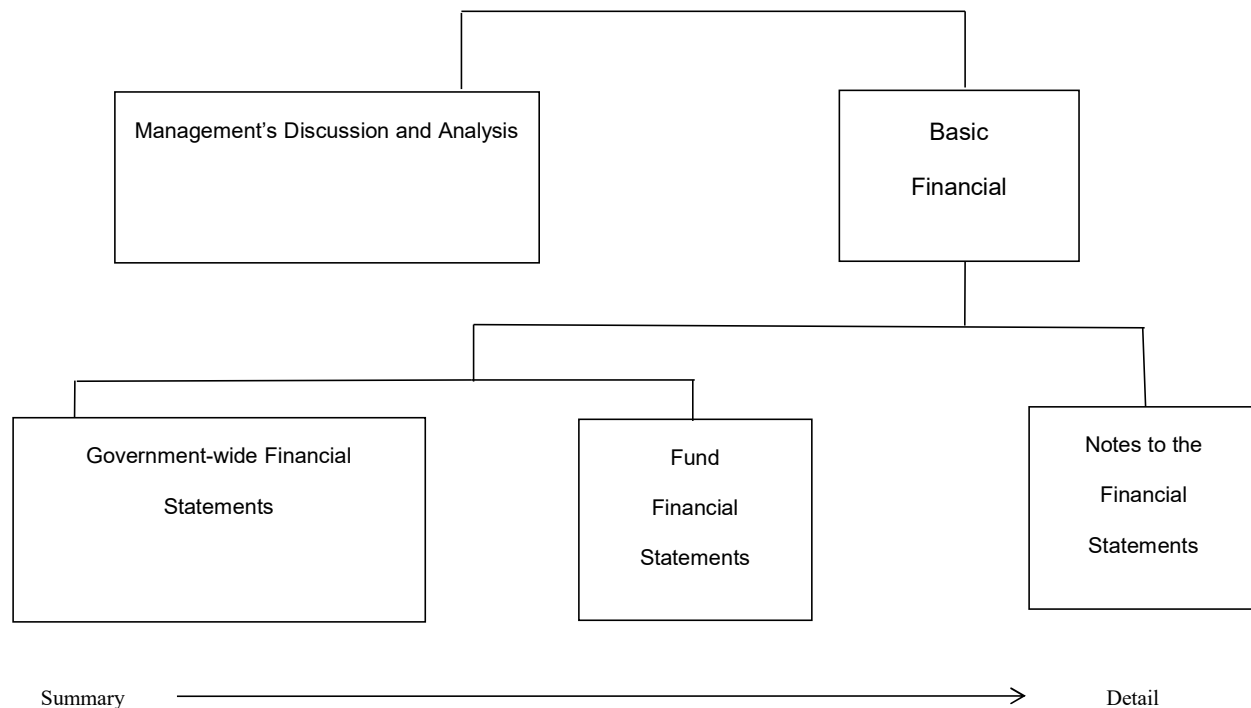 Management’s Discussion and Analysis
Basic
Financial
Government-wide Financial
Statements
Fund
Financial
Statements
Notes to the
Financial
Statements
Summary
Detail